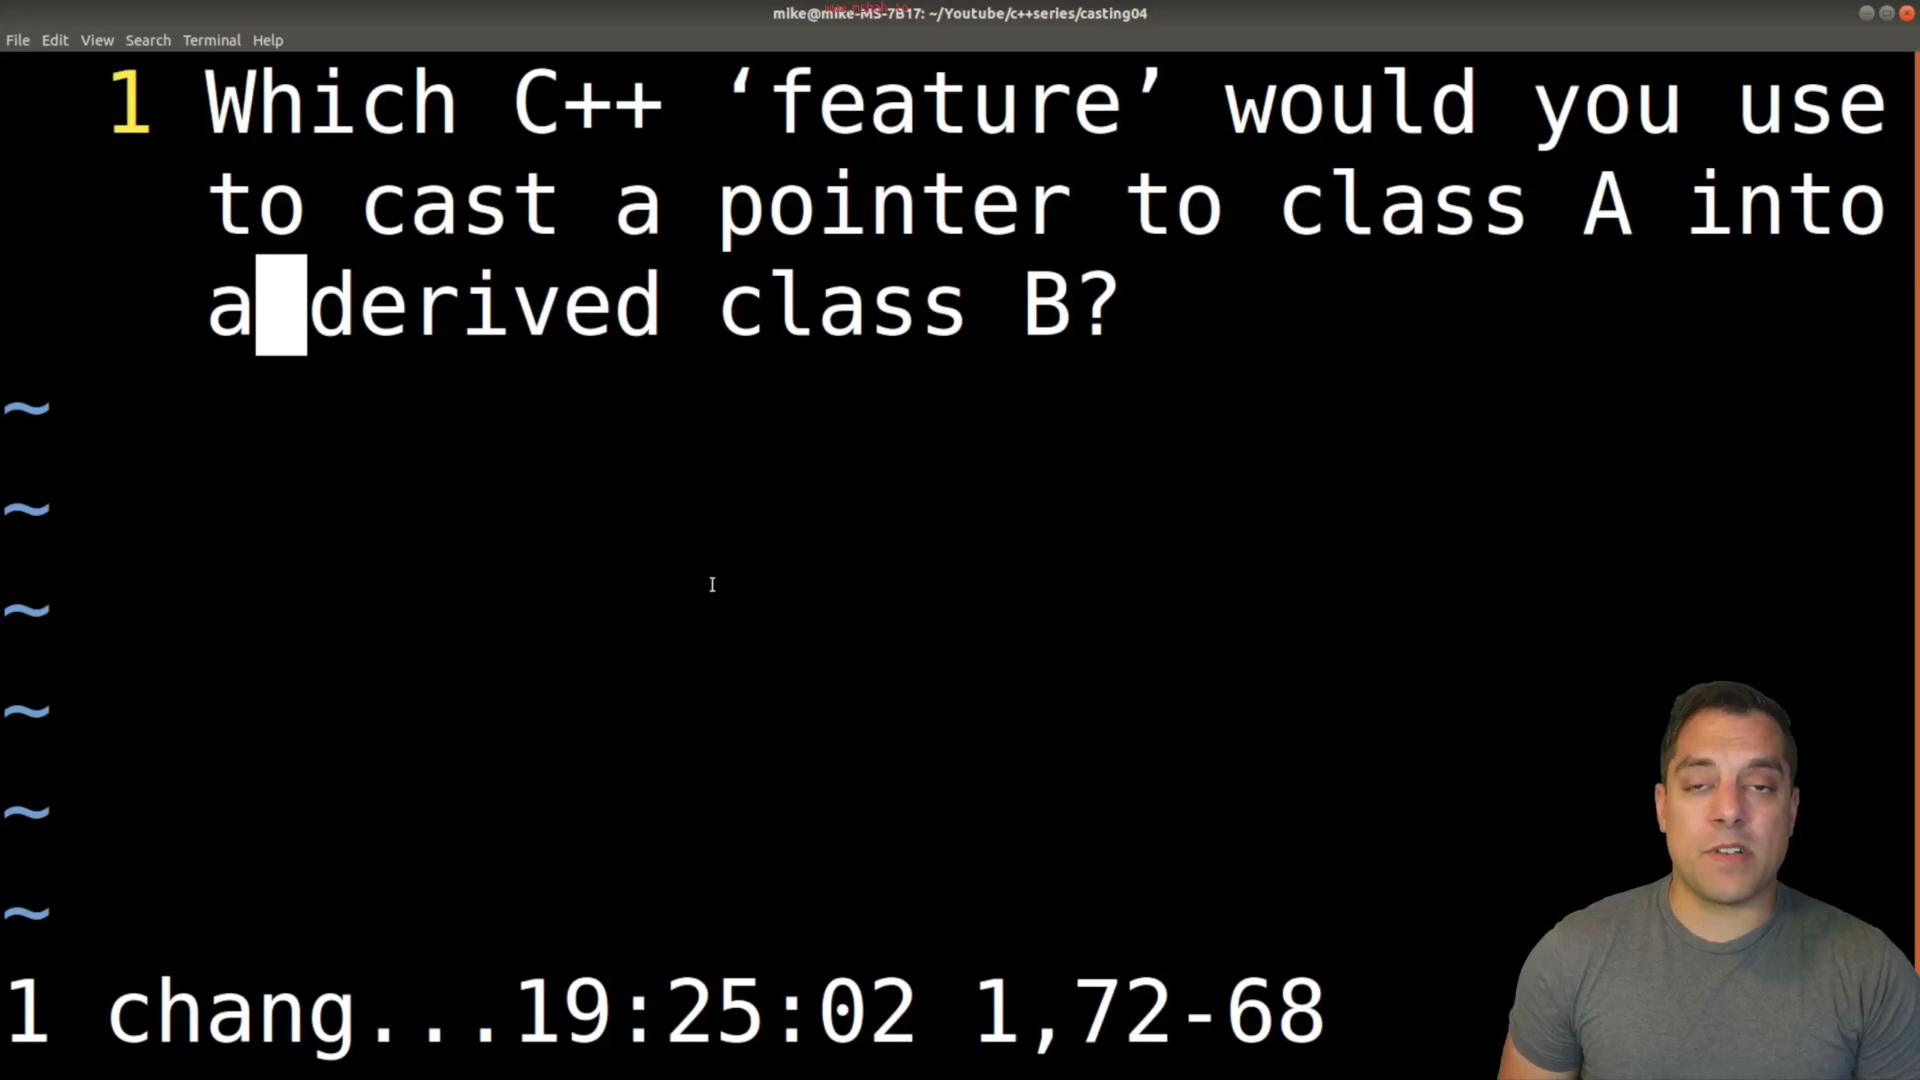 mike@mike-MS-7B17: ~/Youtube/c++series/casting04
File Edit View Search Terminal Help
1 Which C++ ‘feature’ would you use
to cast a pointer to class A into
a derived class B?
~
~
~
~
~
~
1 chang...19:25:02 1,72-68